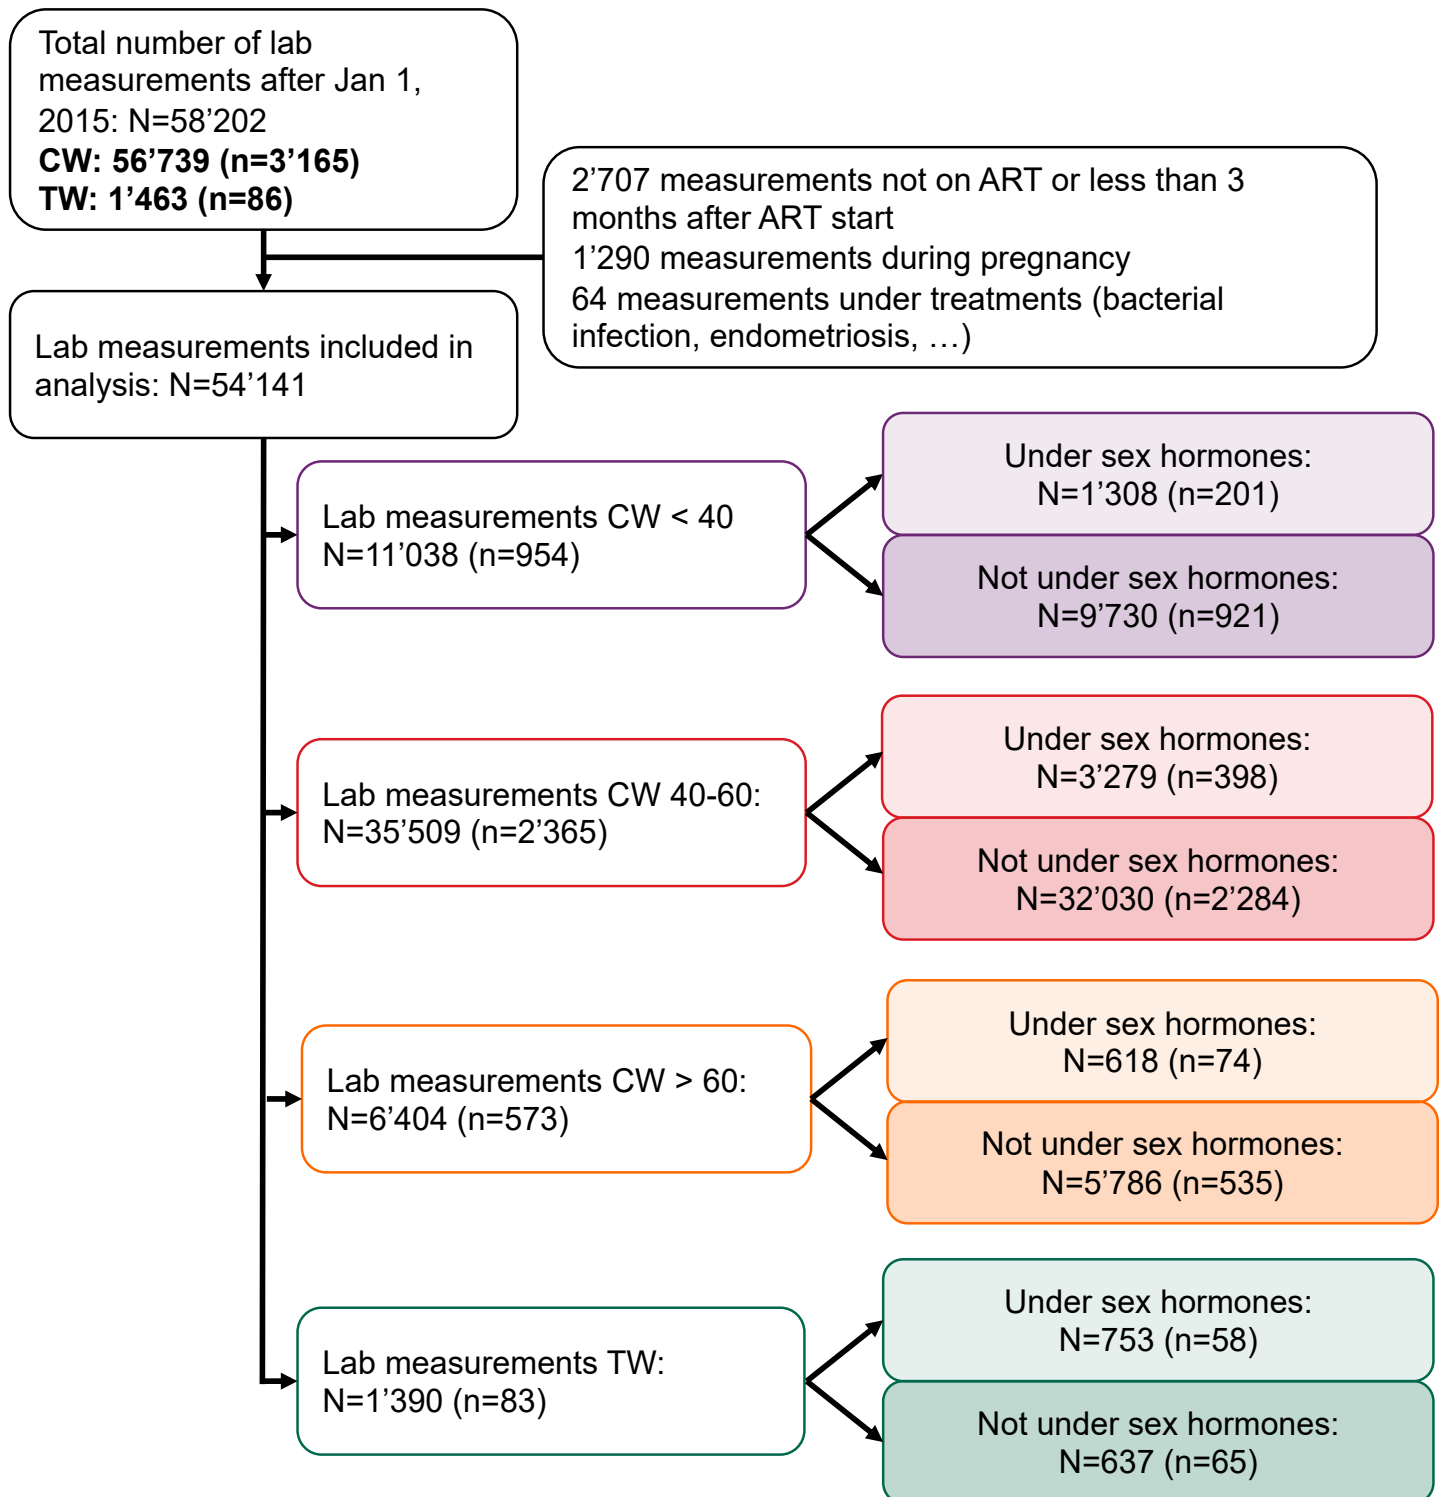 Total number of lab
measurements after Jan 1,
2015: N=58’202
CW: 56’739 (n=3’165)
TW: 1’463 (n=86)
2’707 measurements not on ART or less than 3
months after ART start
1’290 measurements during pregnancy
64 measurements under treatments (bacterial
infection, endometriosis, …)
Lab measurements included in
analysis: N=54’141
Lab measurements CW < 40
N=11’038 (n=954)
Under sex hormones:
N=1’308 (n=201)
Not under sex hormones:
N=9’730 (n=921)
Lab measurements CW 40-60:
N=35’509 (n=2’365)
Under sex hormones:
N=3’279 (n=398)
Not under sex hormones:
N=32’030 (n=2’284)
Lab measurements CW > 60:
N=6’404 (n=573)
Under sex hormones:
N=618 (n=74)
Not under sex hormones:
N=5’786 (n=535)
Lab measurements TW:
N=1’390 (n=83)
Under sex hormones:
N=753 (n=58)
Not under sex hormones:
N=637 (n=65)